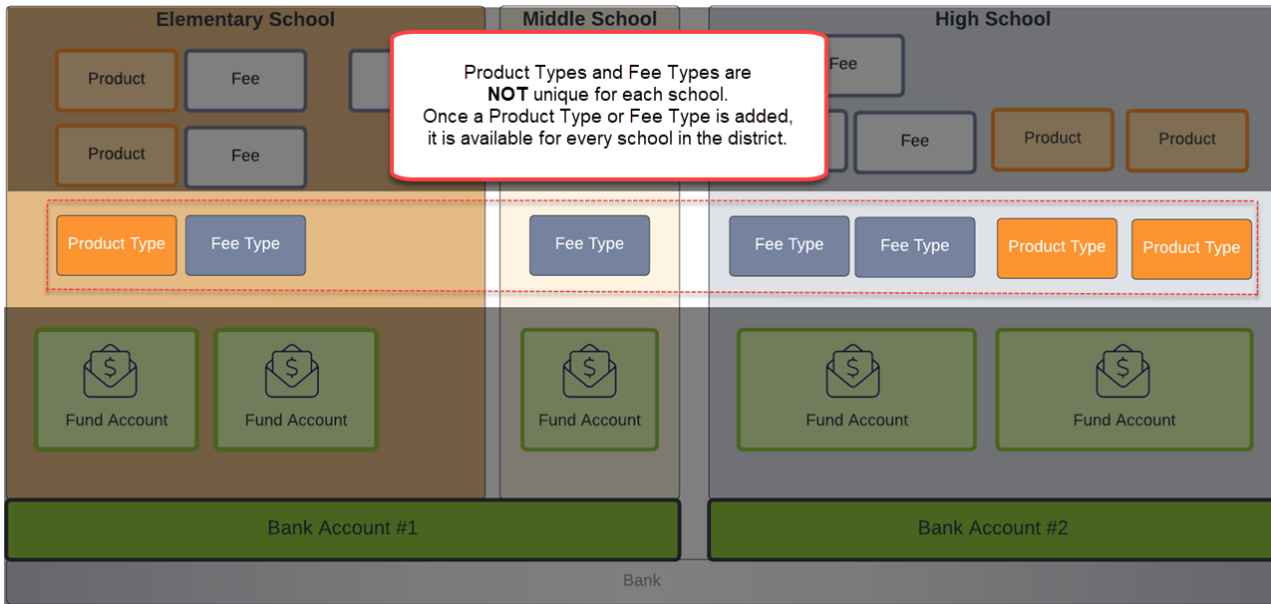 Elementary School
Middle School
High School
Product Types and Fee Types are
NOT unique for each school.
Once a Product Type or Fee Type is added,
it is available for every school in the district.
Product
Fee
Fee
Product
Fee
Fee
Product
Product
Product Type
Fee Type
Fee Type
Fee Type
Fee Type
Product Type
Product Type
Fund Account
Fund Account
Fund Account
Fund Account
Fund Account
Bank Account #1
Bank Account #2
Bank